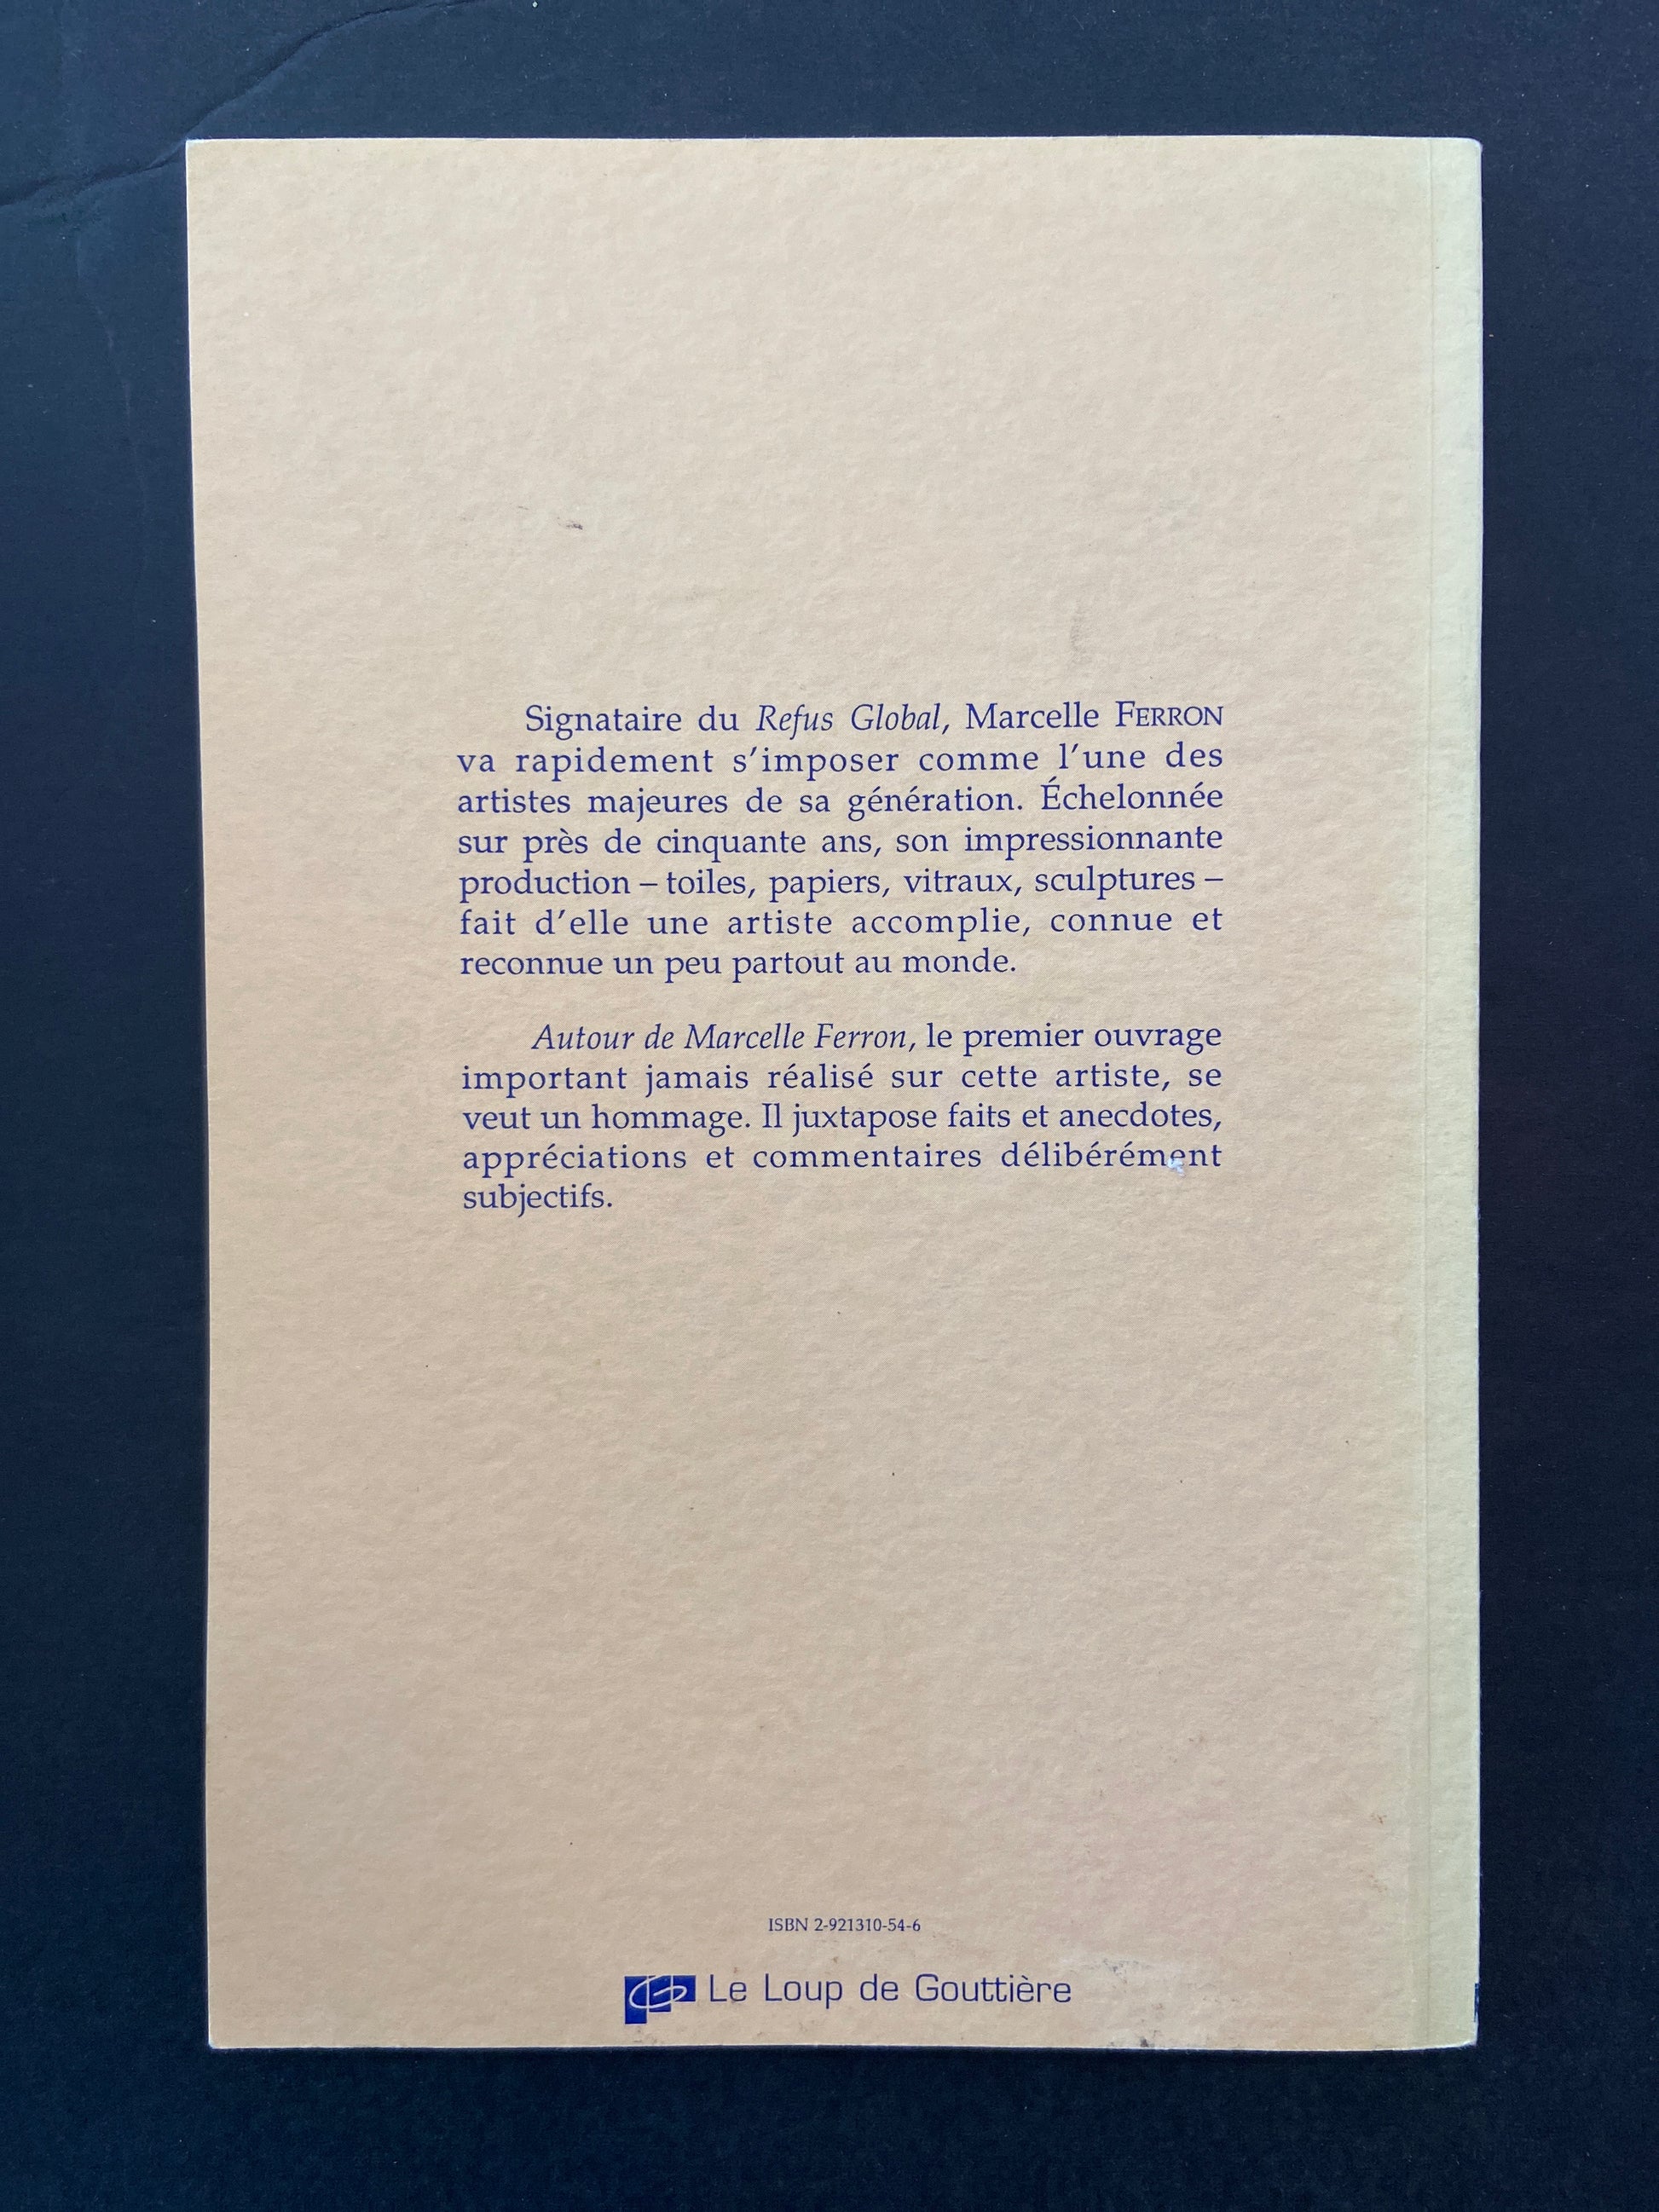 Signataire du Refus Global, Marcelle FERRON
va rapidement s'imposer comme l'une des
artistes majeures de sa génération. Échelonnée
sur près de cinquante ans, son impressionnante
production – toiles, papiers, vitraux, sculptures –
fait d'elle une artiste accomplie, connue et
reconnue un peu partout au monde.
Autour de Marcelle Ferron, le premier ouvrage
important jamais réalisé sur cette artiste, se
veut un hommage. Il juxtapose faits et anecdotes,
appréciations et commentaires délibérément
subjectifs.
ISBN 2-921310-54-6
Le Loup de Gouttière